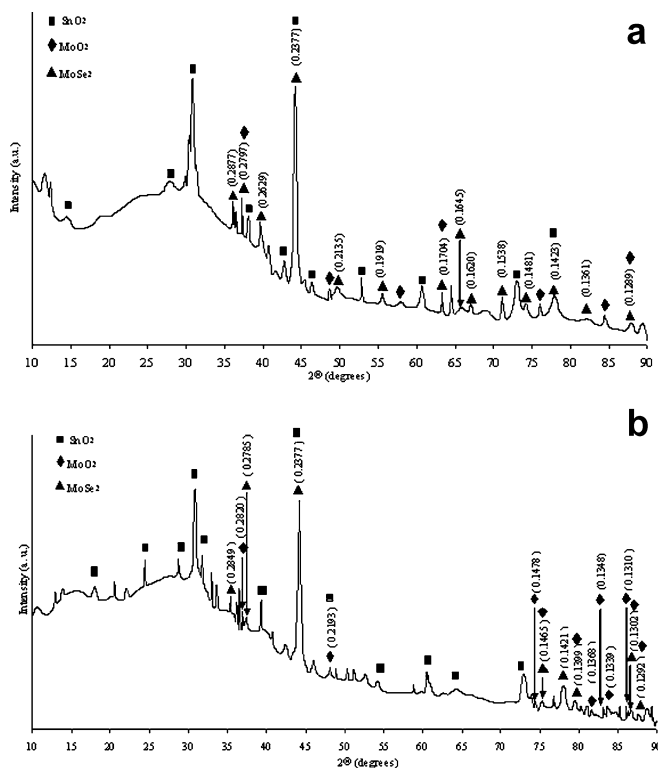 a
SnO2
MoO2
MoSe2
Intensity (a.u.)
(0.2877)
(0.2797)
(0.2629)
(0.2377)
(0.2135)
(0.1919)
(0.1704)
(0.1645)
(0.1620)
(0.1538)
(0.1481)
(0.1423)
(0.1361)
(0.1289)
10 15 20 25 30 35 40 45 50 55 60 65 70 75 80 85 90
2Θ (degrees)
b
SnO2
MoO2
MoSe2
Intensity (a.u.)
(0.2849)
(0.2820)
(0.2785)
(0.2377)
(0.2193)
(0.1478)
(0.1465)
(0.1421)
(0.1399)
(0.1368)
(0.1348)
(0.1339)
(0.1310)
(0.1302)
(0.1292)
10 15 20 25 30 35 40 45 50 55 60 65 70 75 80 85 90
2Θ (degrees)